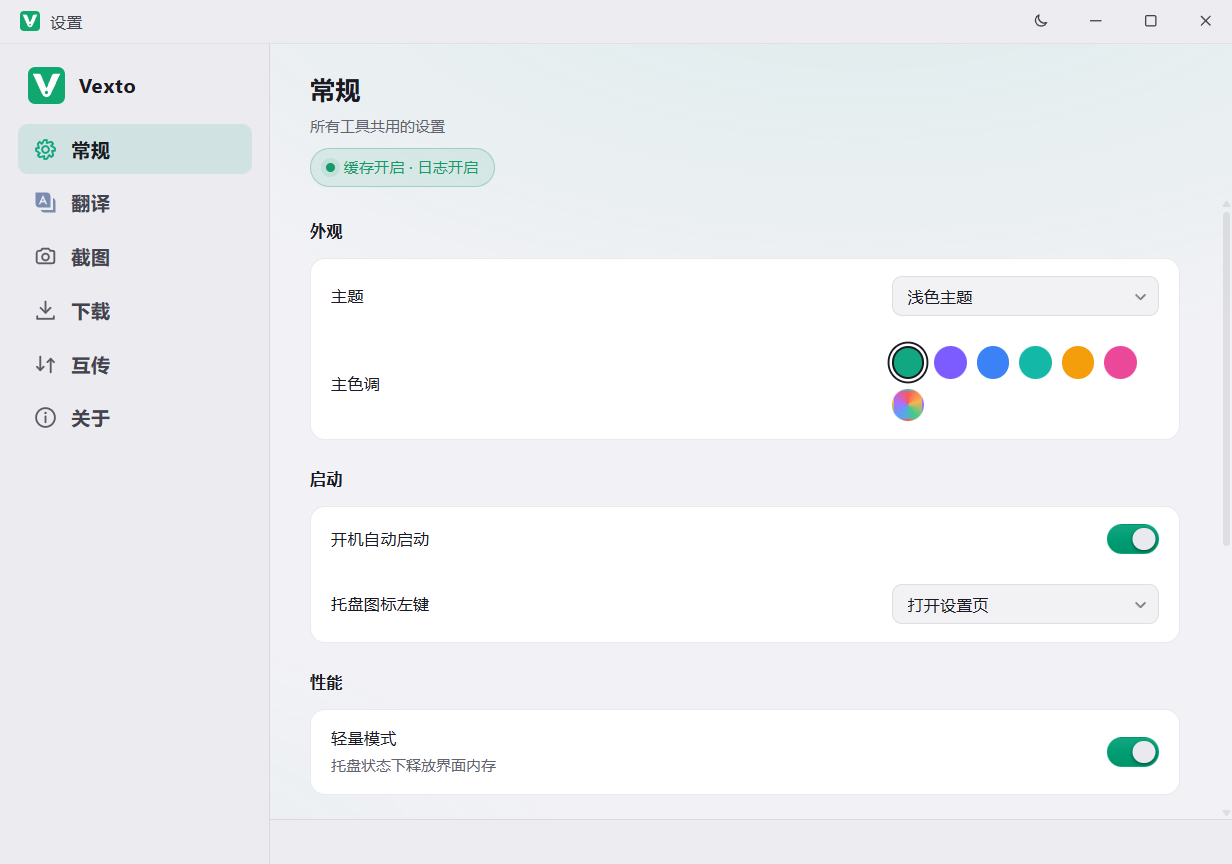 设置
Vexto
常规
翻译
截图
下载
互传
关于
常规
所有工具共用的设置
缓存开启 · 日志开启
外观
主题
浅色主题
主色调
启动
开机自动启动
托盘图标左键
打开设置页
性能
轻量模式
托盘状态下释放界面内存